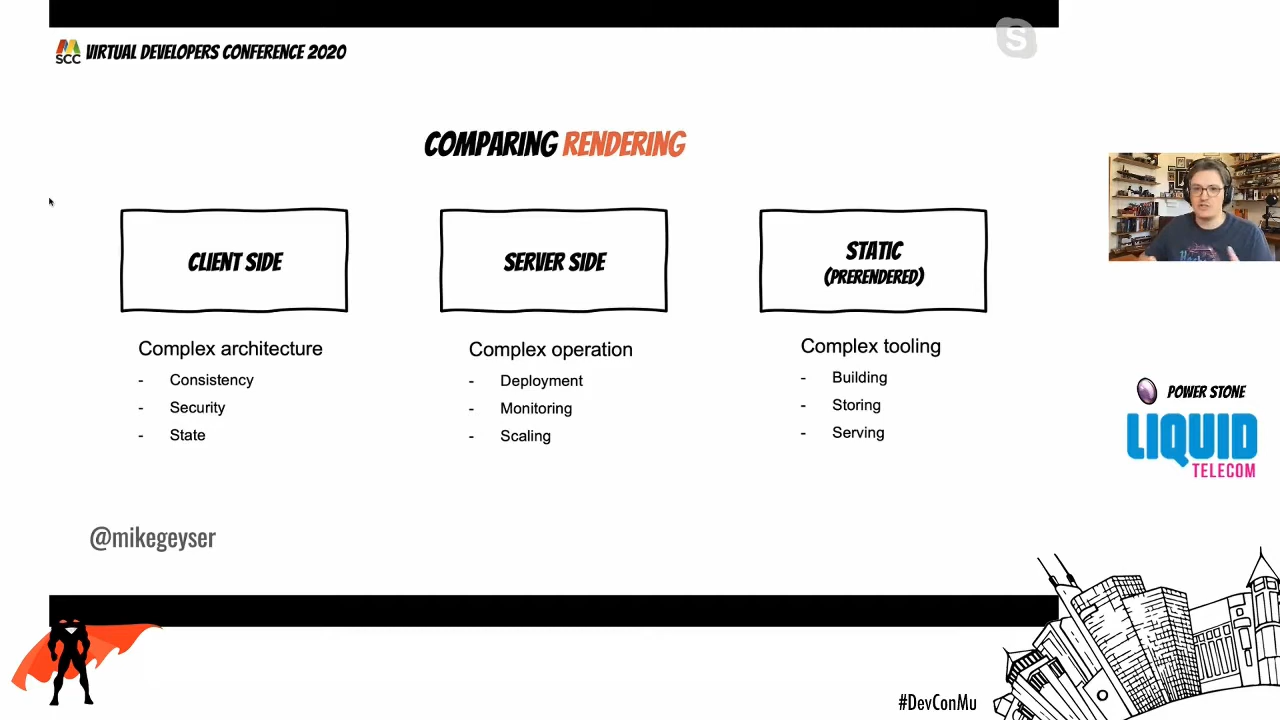 SCC VIRTUAL DEVELOPERS CONFERENCE 2020
S
COMPARING RENDERING
CLIENT SIDE
Complex architecture
- Consistency
- Security
- State
SERVER SIDE
Complex operation
- Deployment
- Monitoring
- Scaling
STATIC
(PRERENDERED)
Complex tooling
- Building
- Storing
- Serving
POWER STONE
LIQUID
TELECOM
@mikegeyser
#DevConMu